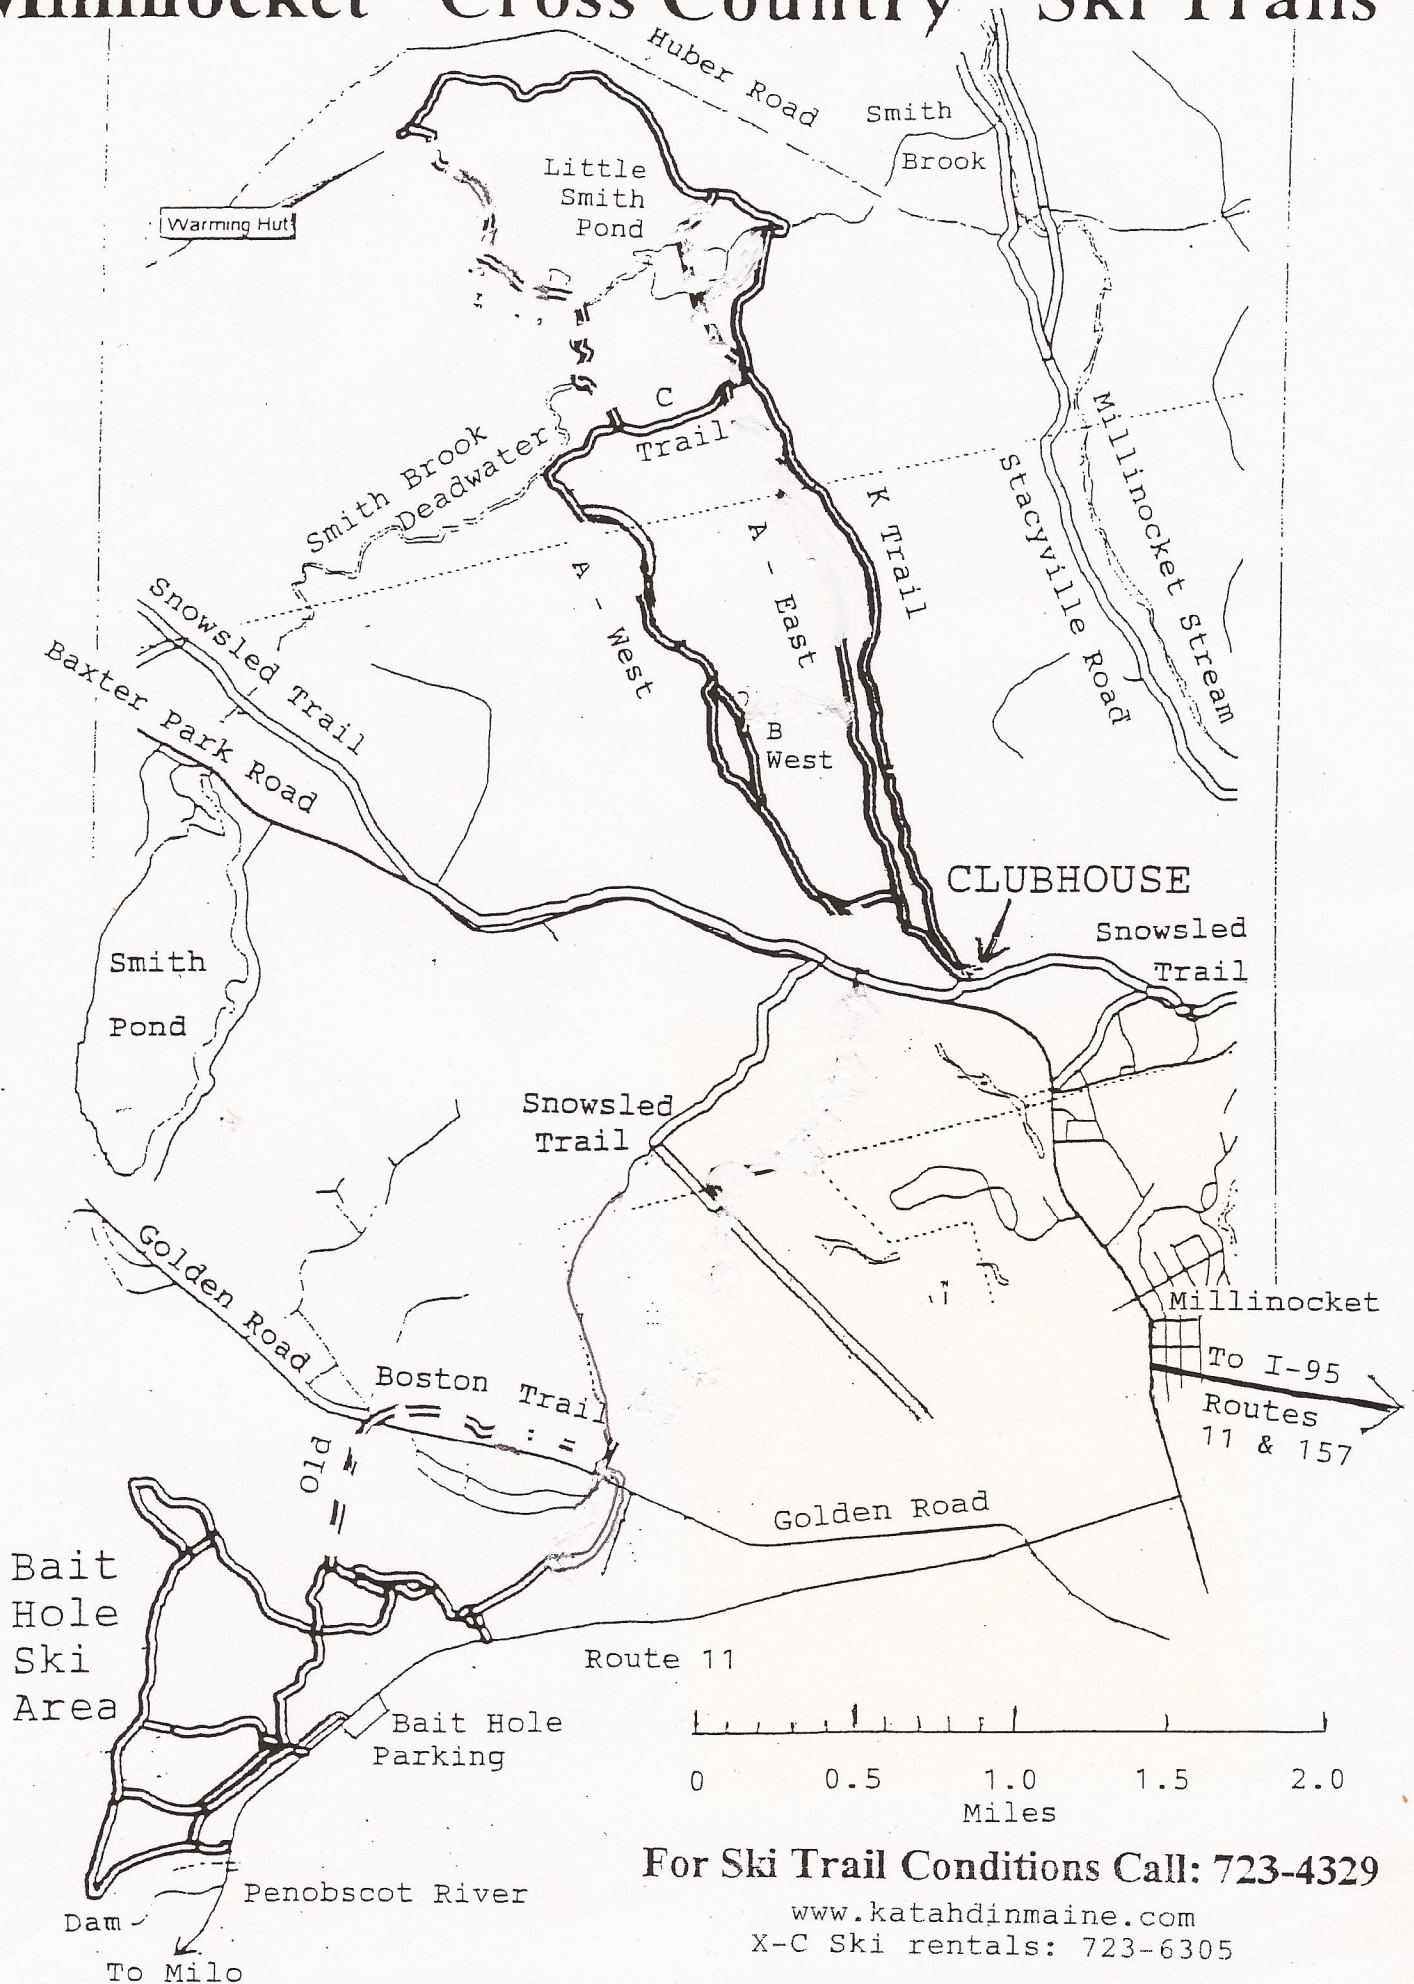 Millinocket Cross Country Ski Trails
Huber Road
Smith
Brook
Little
Smith
Pond
Warming Hut
C
Trail
Smith Brook
Deadwater
K Trail
A - East
A - West
Millinocket Stream
Stacyville Road
Snowsled Trail
Baxter Park Road
B
West
CLUBHOUSE
Snowsled
Trail
Smith
Pond
Snowsled
Trail
Golden Road
Millinocket
To I-95
Routes
11 & 157
Boston Trail
Old
Golden Road
Bait
Hole
Ski
Area
Route 11
Bait Hole
Parking
0 0.5 1.0 1.5 2.0
Miles
For Ski Trail Conditions Call: 723-4329
www.katahdinmaine.com
X-C Ski rentals: 723-6305
Penobscot River
Dam
To Milo